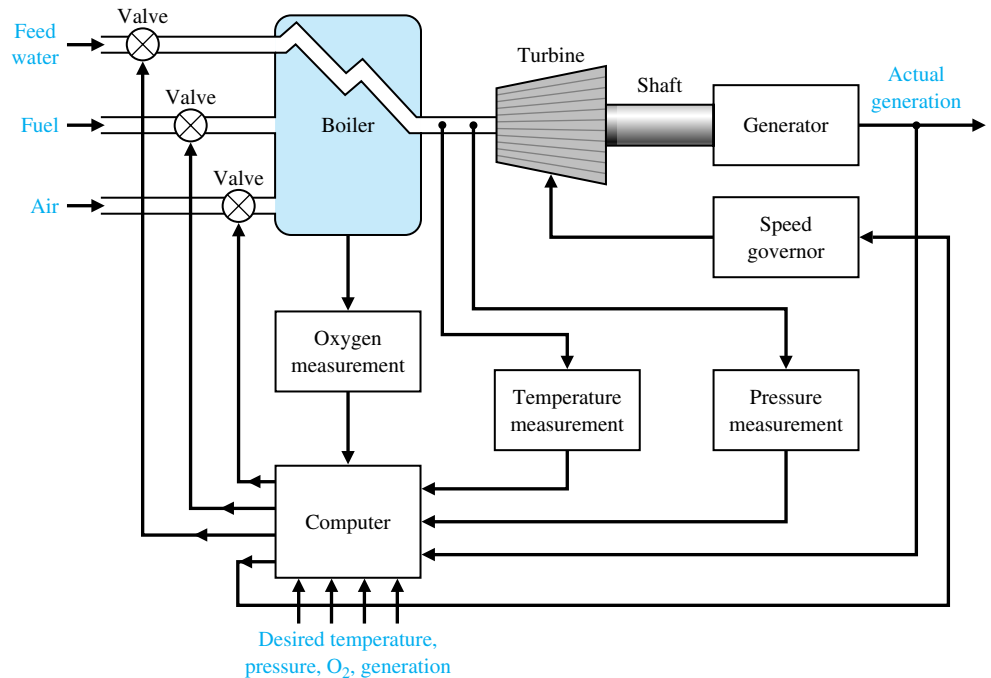 Valve
Feed
water
Valve
Fuel
Valve
Air
Boiler
Turbine
Shaft
Generator
Actual
generation
Speed
governor
Oxygen
measurement
Temperature
measurement
Pressure
measurement
Computer
Desired temperature,
pressure, O₂, generation